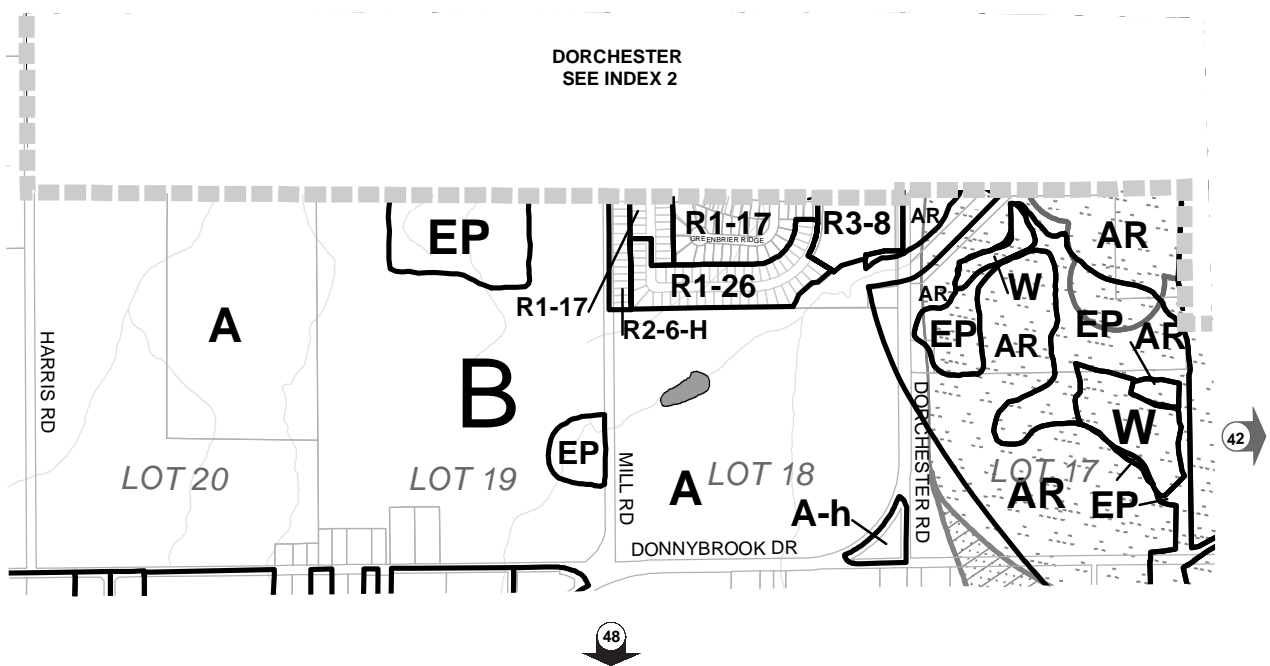 DORCHESTER
SEE INDEX 2
EP
R1-17
GREENBRIER RIDGE
R3-8
AR
AR
R1-26
R1-17
R2-6-H
AR
W
EP
AR
EP
AR
A
B
HARRIS RD
DORCHESTER RD
W
42
EP
MILL RD
LOT 20
LOT 19
A
LOT 18
LOT 17
AR
EP
A-h
DONNYBROOK DR
48